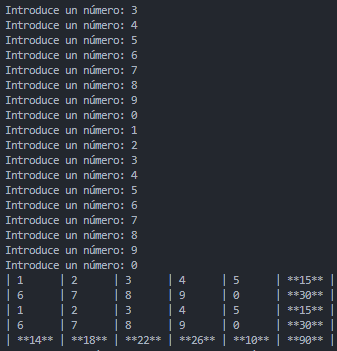 Introduce un número: 3
Introduce un número: 4
Introduce un número: 5
Introduce un número: 6
Introduce un número: 7
Introduce un número: 8
Introduce un número: 9
Introduce un número: 0
Introduce un número: 1
Introduce un número: 2
Introduce un número: 3
Introduce un número: 4
Introduce un número: 5
Introduce un número: 6
Introduce un número: 7
Introduce un número: 8
Introduce un número: 9
Introduce un número: 0
| 1 | 2 | 3 | 4 | 5 | **15** |
| 6 | 7 | 8 | 9 | 0 | **30** |
| 1 | 2 | 3 | 4 | 5 | **15** |
| 6 | 7 | 8 | 9 | 0 | **30** |
| **14** | **18** | **22** | **26** | **10** | **90** |